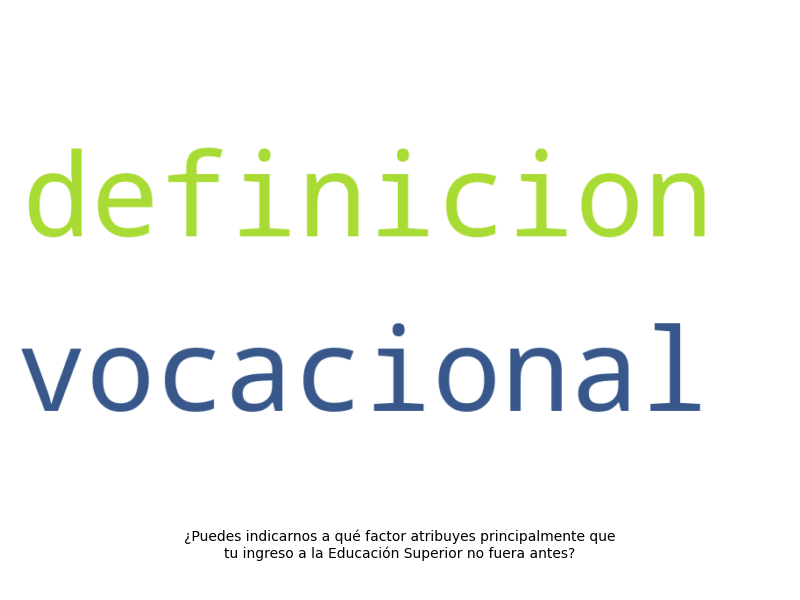 definicion
vocacional
¿Puedes indicarnos a qué factor atribuyes principalmente que
tu ingreso a la Educación Superior no fuera antes?